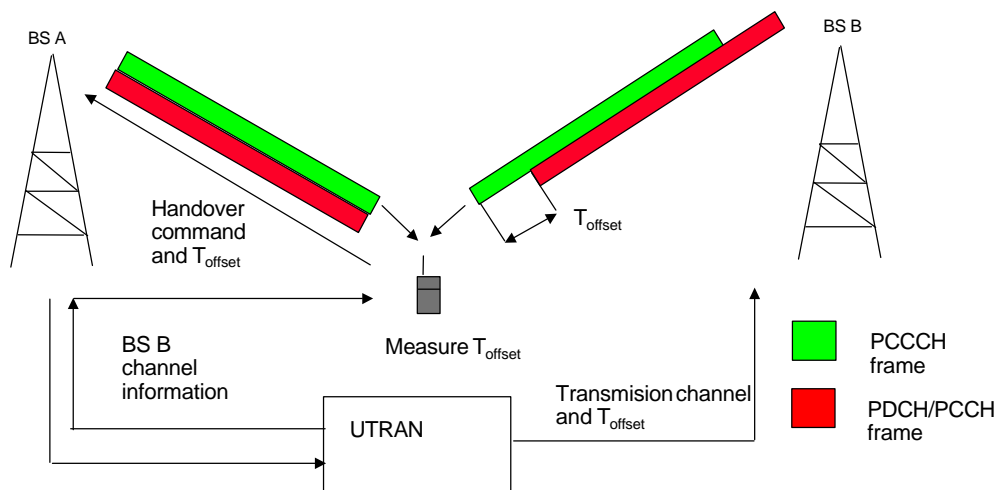 BS A
BS B
Handover
command
and Toffset
Toffset
BS B
channel
information
Measure Toffset
UTRAN
Transmision channel
and Toffset
PCCCH
frame
PDCH/PCCH
frame